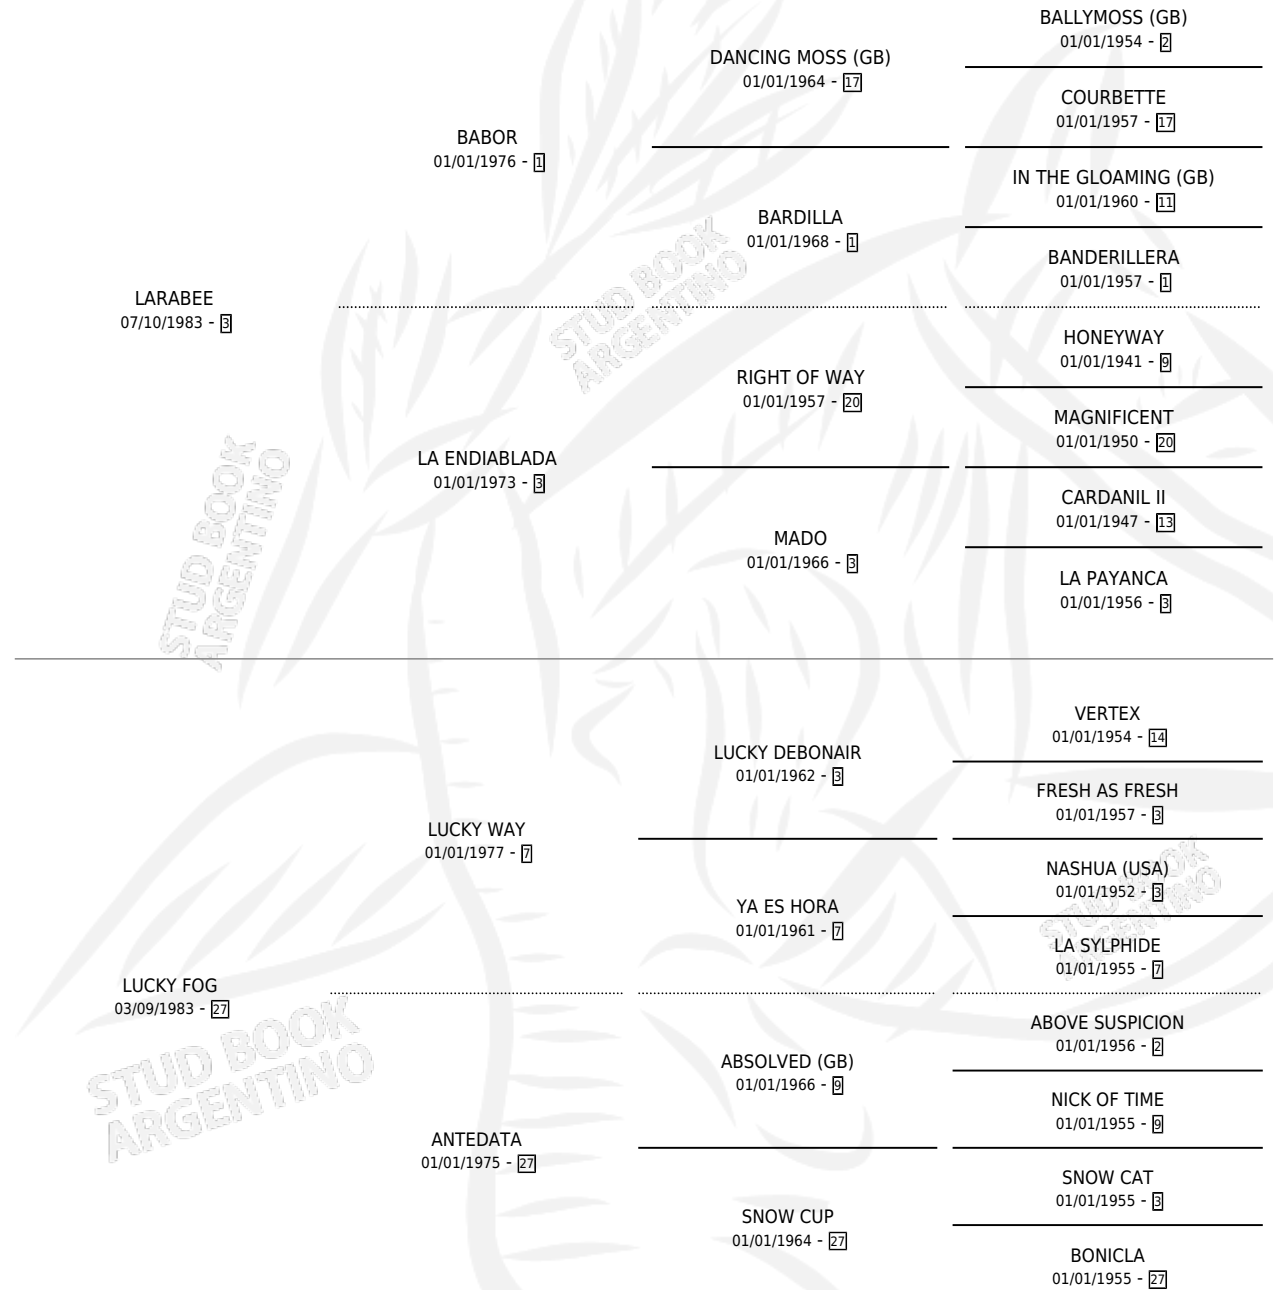 BALLYMOSS (GB)
01/01/1954 - 2
DANCING MOSS (GB)
01/01/1964 - 17
COURBETTE
01/01/1957 - 17
BABOR
01/01/1976 - 1
IN THE GLOAMING (GB)
01/01/1960 - 11
BARDILLA
01/01/1968 - 1
BANDERILLERA
01/01/1957 - 1
LARABEE
07/10/1983 - 3
HONEYWAY
01/01/1941 - 9
RIGHT OF WAY
01/01/1957 - 20
MAGNIFICENT
01/01/1950 - 20
LA ENDIABLADA
01/01/1973 - 3
CARDANIL II
01/01/1947 - 13
MADO
01/01/1966 - 3
LA PAYANCA
01/01/1956 - 3
STUD BOOK
ARGENTINO
STUD BOOK
ARGENTINO
VERTEX
01/01/1954 - 14
LUCKY DEBONAIR
01/01/1962 - 3
FRESH AS FRESH
01/01/1957 - 3
LUCKY WAY
01/01/1977 - 7
NASHUA (USA)
01/01/1952 - 3
YA ES HORA
01/01/1961 - 7
LA SYLPHIDE
01/01/1955 - 7
LUCKY FOG
03/09/1983 - 27
ABOVE SUSPICION
01/01/1956 - 2
ABSOLVED (GB)
01/01/1966 - 9
NICK OF TIME
01/01/1955 - 9
ANTEDATA
01/01/1975 - 27
SNOW CAT
01/01/1955 - 3
SNOW CUP
01/01/1964 - 27
BONICLA
01/01/1955 - 27
STUD BOOK
ARGENTINO
STUD BOOK
ARGENTINO